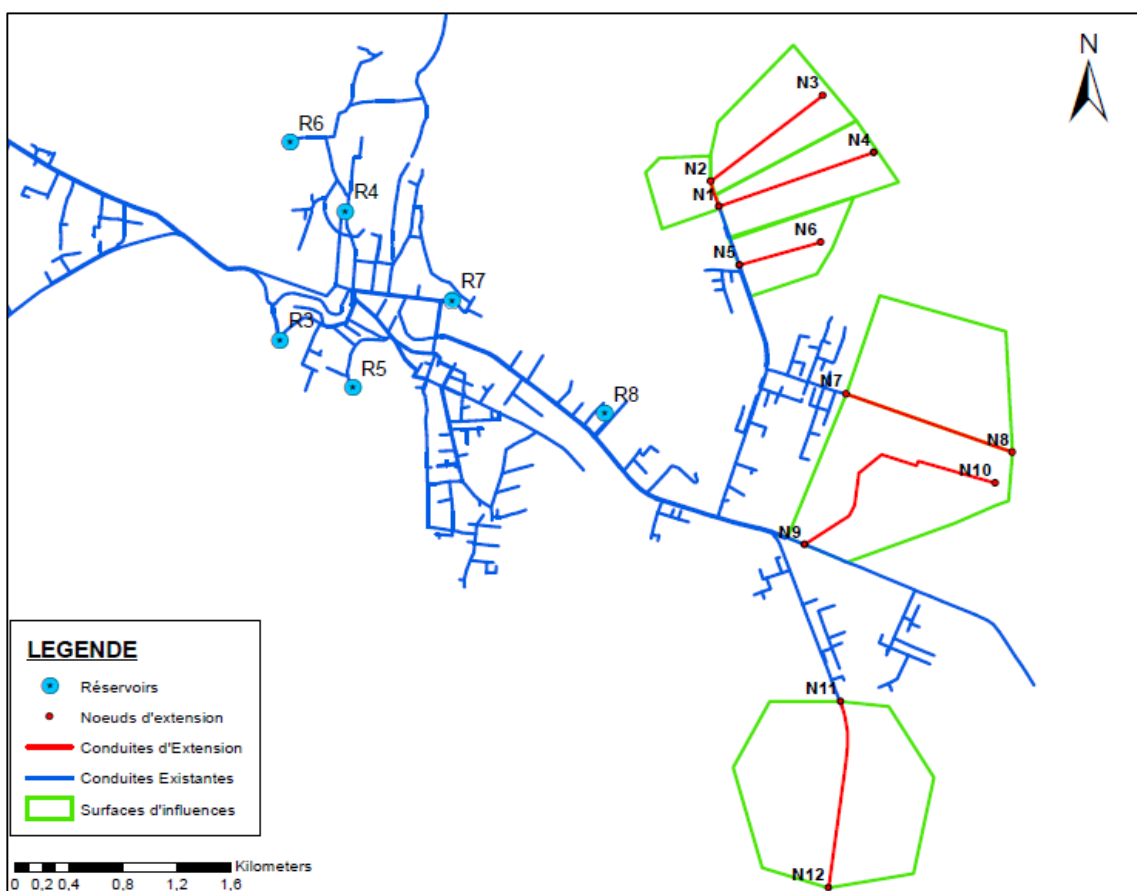 N
N3
R6
N4
N2
R4
N1
N6
N5
R7
R3
N7
R5
R8
N8
N10
N9
LEGENDE
Réservoirs
N11
Noeuds d'extension
Conduites d'Extension
Conduites Existantes
Surfaces d'influences
Kilometers
0 0,2 0,4 0,8 1,2 1,6
N12